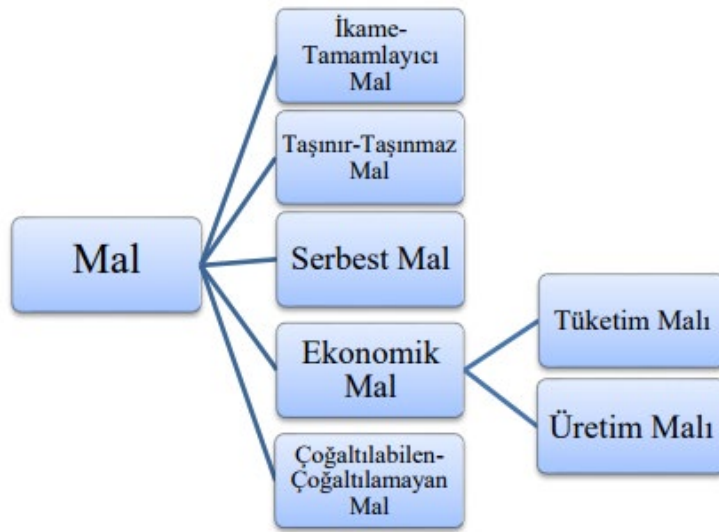 İkame-
Tamamlayıcı
Mal
Taşınır-Taşınmaz
Mal
Mal
Serbest Mal
Ekonomik
Mal
Tüketim Malı
Üretim Malı
Çoğaltılabilen-
Çoğaltılamayan
Mal